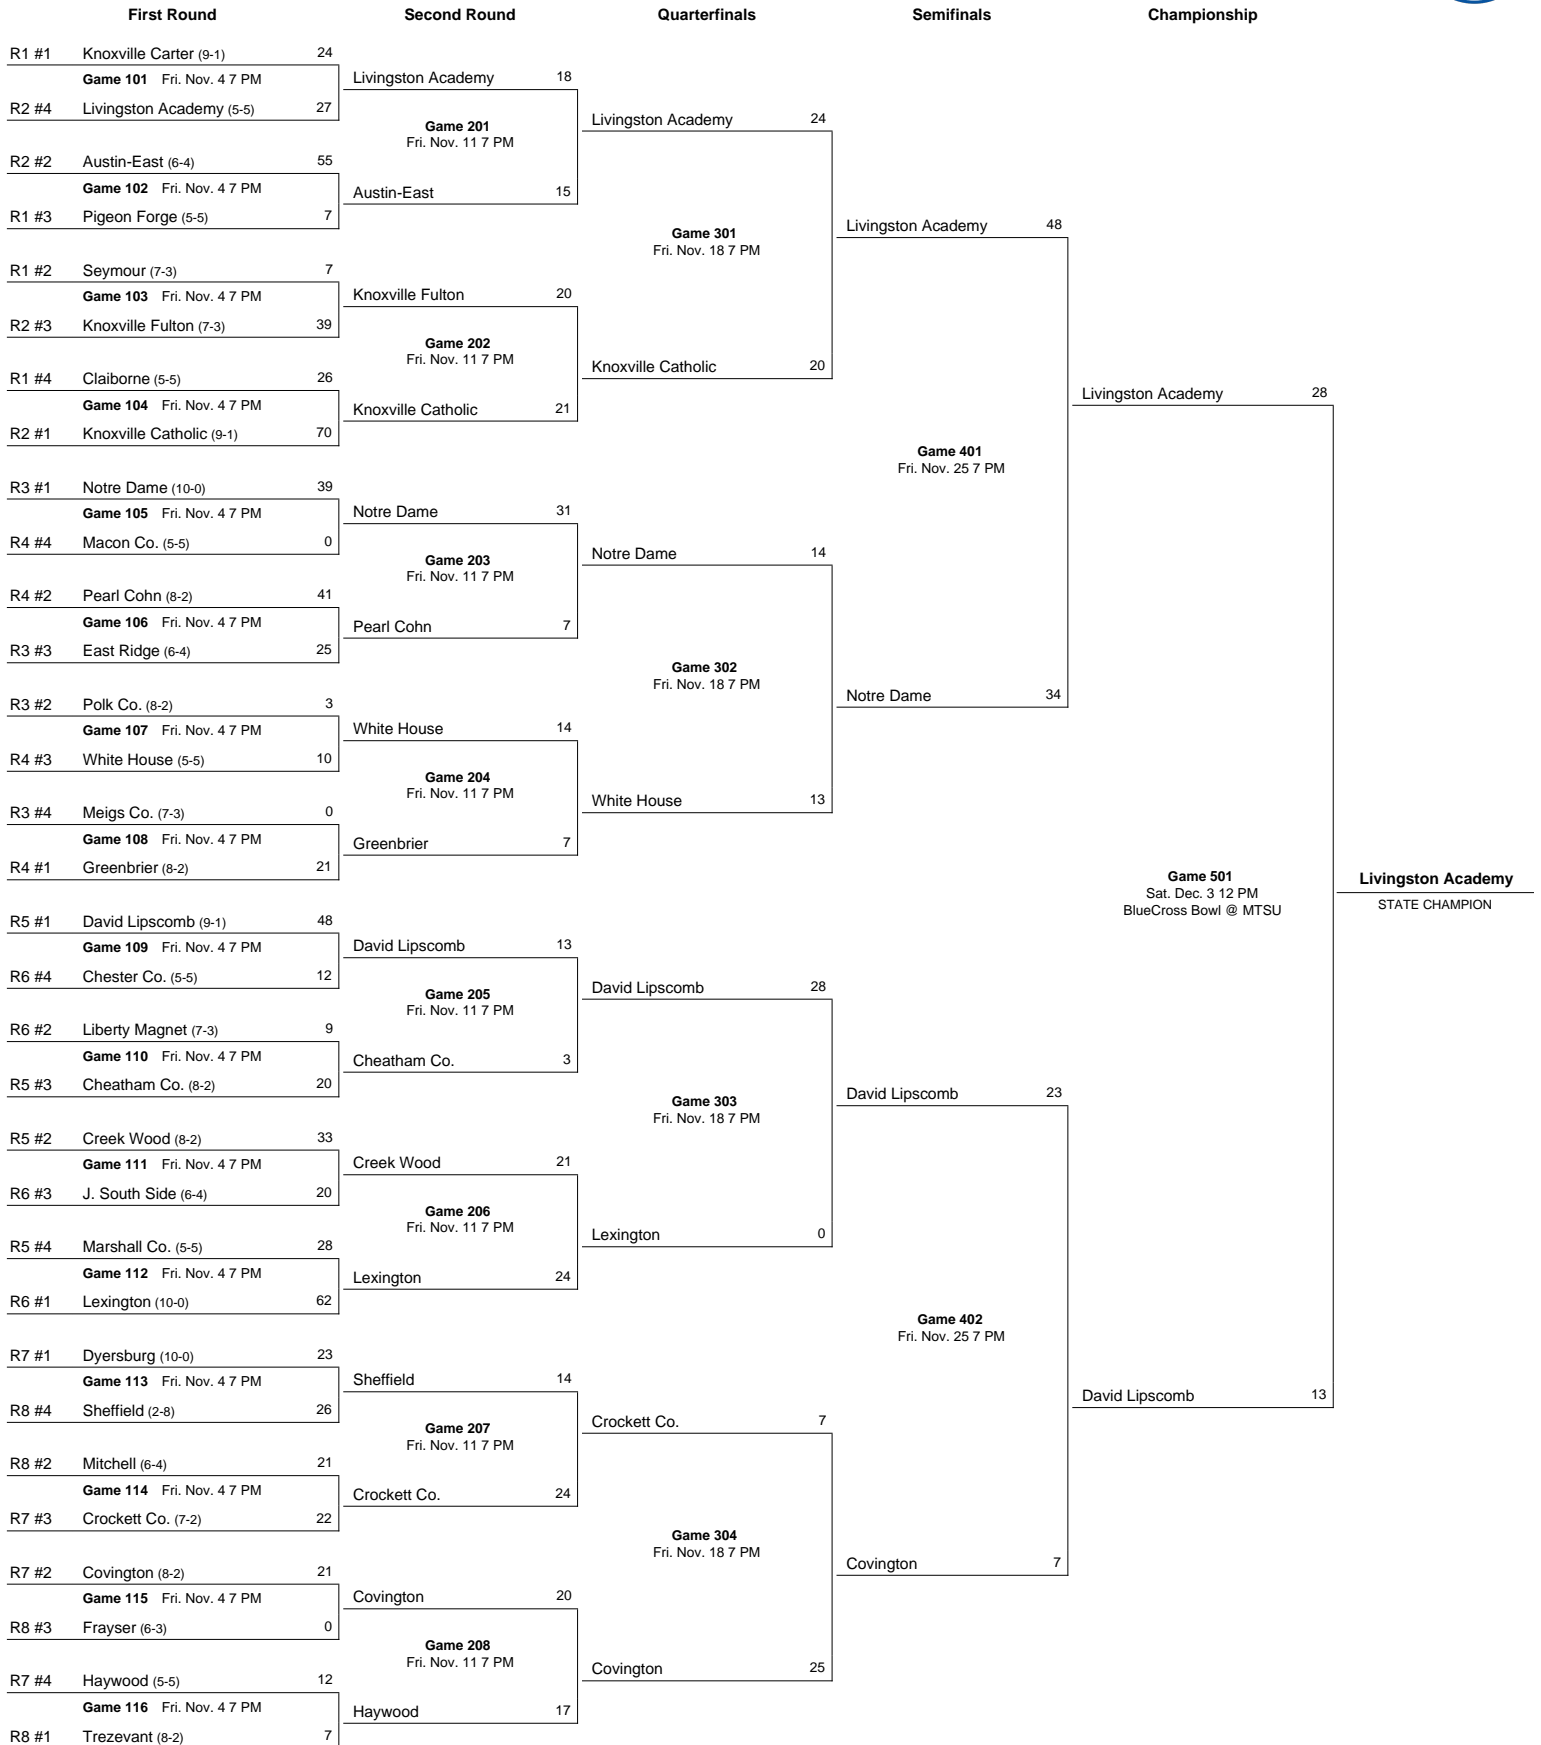 First Round Second Round Quarterfinals Semifinals Championship
R1 #1 Knoxville Carter (9-1) 24
Game 101 Fri. Nov. 4 7 PM
R2 #4 Livingston Academy (5-5) 27
R2 #2 Austin-East (6-4) 55
Game 102 Fri. Nov. 4 7 PM
R1 #3 Pigeon Forge (5-5) 7
R1 #2 Seymour (7-3) 7
Game 103 Fri. Nov. 4 7 PM
R2 #3 Knoxville Fulton (7-3) 39
R1 #4 Claiborne (5-5) 26
Game 104 Fri. Nov. 4 7 PM
R2 #1 Knoxville Catholic (9-1) 70
R3 #1 Notre Dame (10-0) 39
Game 105 Fri. Nov. 4 7 PM
R4 #4 Macon Co. (5-5) 0
R4 #2 Pearl Cohn (8-2) 41
Game 106 Fri. Nov. 4 7 PM
R3 #3 East Ridge (6-4) 25
R3 #2 Polk Co. (8-2) 3
Game 107 Fri. Nov. 4 7 PM
R4 #3 White House (5-5) 10
R3 #4 Meigs Co. (7-3) 0
Game 108 Fri. Nov. 4 7 PM
R4 #1 Greenbrier (8-2) 21
R5 #1 David Lipscomb (9-1) 48
Game 109 Fri. Nov. 4 7 PM
R6 #4 Chester Co. (5-5) 12
R6 #2 Liberty Magnet (7-3) 9
Game 110 Fri. Nov. 4 7 PM
R5 #3 Cheatham Co. (8-2) 20
R5 #2 Creek Wood (8-2) 33
Game 111 Fri. Nov. 4 7 PM
R6 #3 J. South Side (6-4) 20
R5 #4 Marshall Co. (5-5) 28
Game 112 Fri. Nov. 4 7 PM
R6 #1 Lexington (10-0) 62
R7 #1 Dyersburg (10-0) 23
Game 113 Fri. Nov. 4 7 PM
R8 #4 Sheffield (2-8) 26
R8 #2 Mitchell (6-4) 21
Game 114 Fri. Nov. 4 7 PM
R7 #3 Crockett Co. (7-2) 22
R7 #2 Covington (8-2) 21
Game 115 Fri. Nov. 4 7 PM
R8 #3 Frayser (6-3) 0
R7 #4 Haywood (5-5) 12
Game 116 Fri. Nov. 4 7 PM
R8 #1 Trezevant (8-2) 7
Livingston Academy 18
Game 201
Fri. Nov. 11 7 PM
Austin-East 15
Knoxville Fulton 20
Game 202
Fri. Nov. 11 7 PM
Knoxville Catholic 21
Notre Dame 31
Game 203
Fri. Nov. 11 7 PM
Pearl Cohn 7
White House 14
Game 204
Fri. Nov. 11 7 PM
Greenbrier 7
David Lipscomb 13
Game 205
Fri. Nov. 11 7 PM
Cheatham Co. 3
Creek Wood 21
Game 206
Fri. Nov. 11 7 PM
Lexington 24
Sheffield 14
Game 207
Fri. Nov. 11 7 PM
Crockett Co. 24
Covington 20
Game 208
Fri. Nov. 11 7 PM
Haywood 17
Livingston Academy 24
Game 301
Fri. Nov. 18 7 PM
Knoxville Catholic 20
Notre Dame 14
Game 302
Fri. Nov. 18 7 PM
White House 13
David Lipscomb 28
Game 303
Fri. Nov. 18 7 PM
Lexington 0
Crockett Co. 7
Game 304
Fri. Nov. 18 7 PM
Covington 25
Livingston Academy 48
Game 401
Fri. Nov. 25 7 PM
Notre Dame 34
David Lipscomb 23
Game 402
Fri. Nov. 25 7 PM
Covington 7
Livingston Academy 28
Game 501
Sat. Dec. 3 12 PM
BlueCross Bowl @ MTSU
David Lipscomb 13
Livingston Academy
STATE CHAMPION